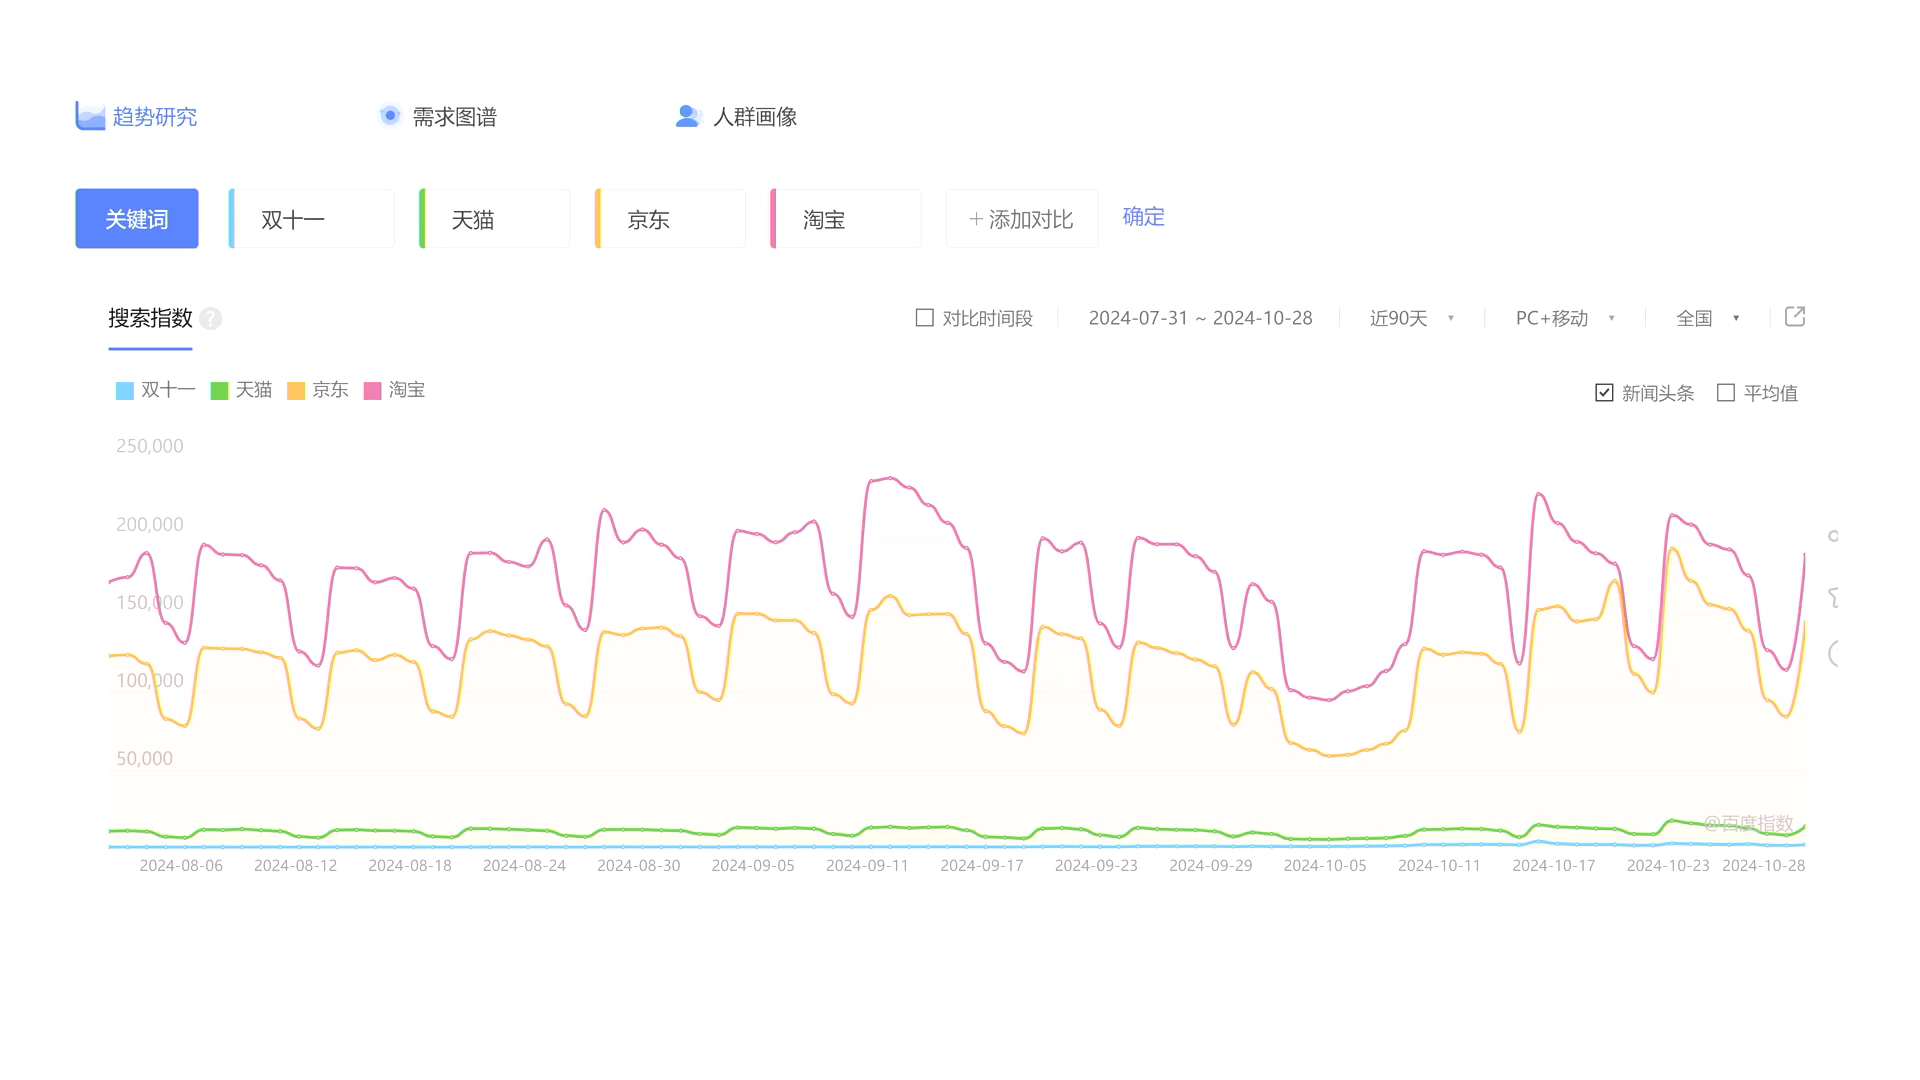 趋势研究 需求图谱 人群画像
关键词 双十一 天猫 京东 淘宝 + 添加对比 确定
搜索指数 ? 对比时间段 2024-07-31 ~ 2024-10-28 近90天 PC+移动 全国
双十一 天猫 京东 淘宝 新闻头条 平均值
250,000
200,000
150,000
100,000
50,000
@百度指数
2024-08-06 2024-08-12 2024-08-18 2024-08-24 2024-08-30 2024-09-05 2024-09-11 2024-09-17 2024-09-23 2024-09-29 2024-10-05 2024-10-11 2024-10-17 2024-10-23 2024-10-28